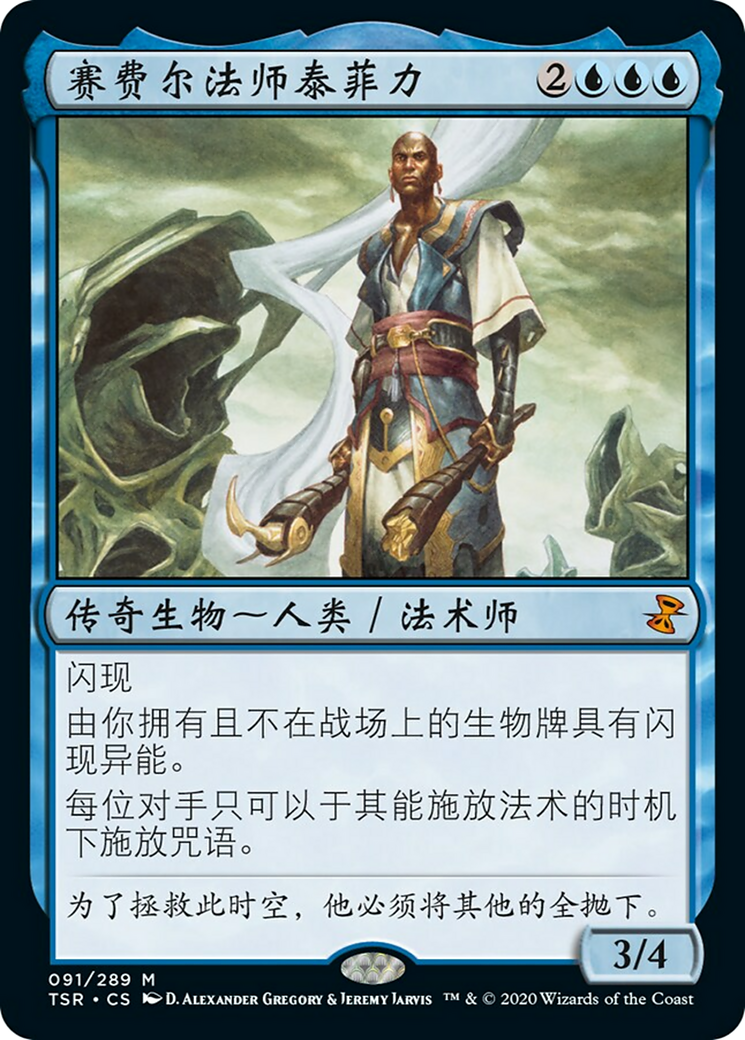 赛费尔法师泰菲力 2
传奇生物～人类 / 法术师
闪现
由你拥有且不在战场上的生物牌具有闪
现异能。
每位对手只可以于其能施放法术的时机
下施放咒语。
为了拯救此时空，他必须将其他的全抛下。
3/4
091/289 M
TSR • CS D. Alexander Gregory & Jeremy Jarvis ™ & © 2020 Wizards of the Coast